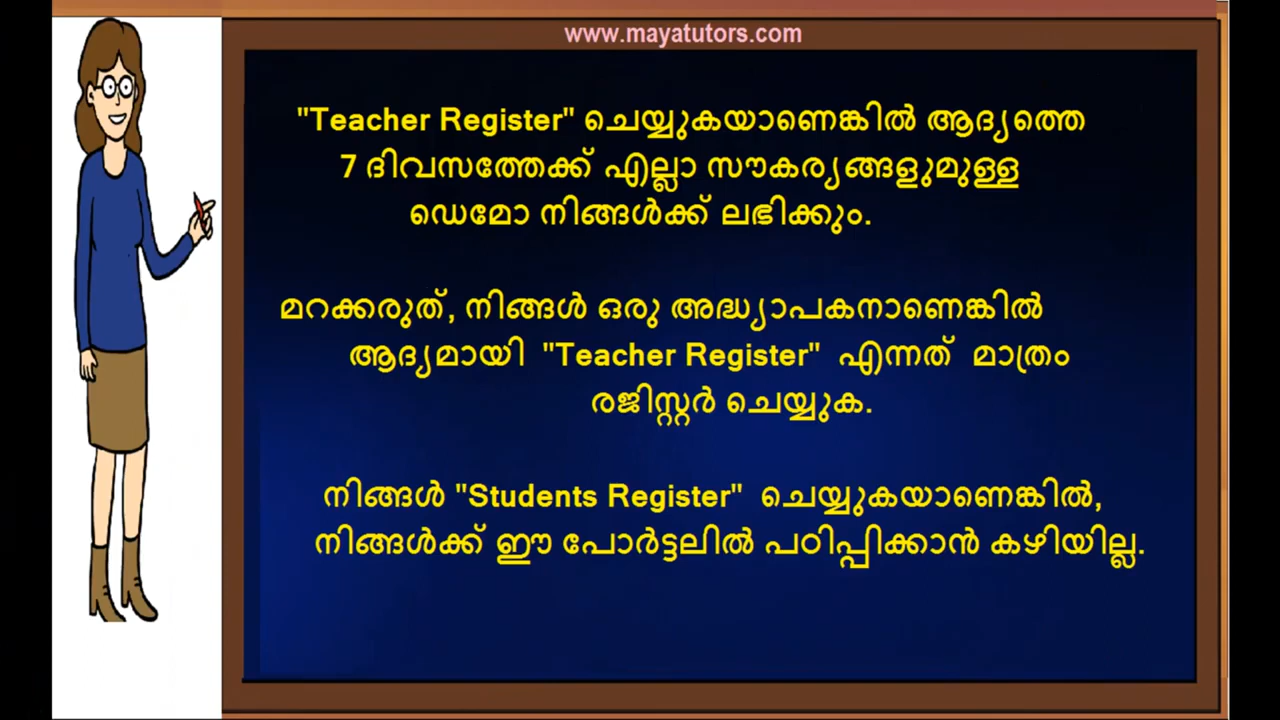 www.mayatutors.com
"Teacher Register" ചെയ്യുകയാണെങ്കിൽ ആദ്യത്തെ
7 ദിവസത്തേക്ക് എല്ലാ സൗകര്യങ്ങളുമുള്ള
ഡെമോ നിങ്ങൾക്ക് ലഭിക്കും.
മറക്കരുത്, നിങ്ങൾ ഒരു അദ്ധ്യാപകനാണെങ്കിൽ
ആദ്യമായി "Teacher Register" എന്നത് മാത്രം
രജിസ്റ്റർ ചെയ്യുക.
നിങ്ങൾ "Students Register" ചെയ്യുകയാണെങ്കിൽ,
നിങ്ങൾക്ക് ഈ പോർട്ടലിൽ പഠിപ്പിക്കാൻ കഴിയില്ല.